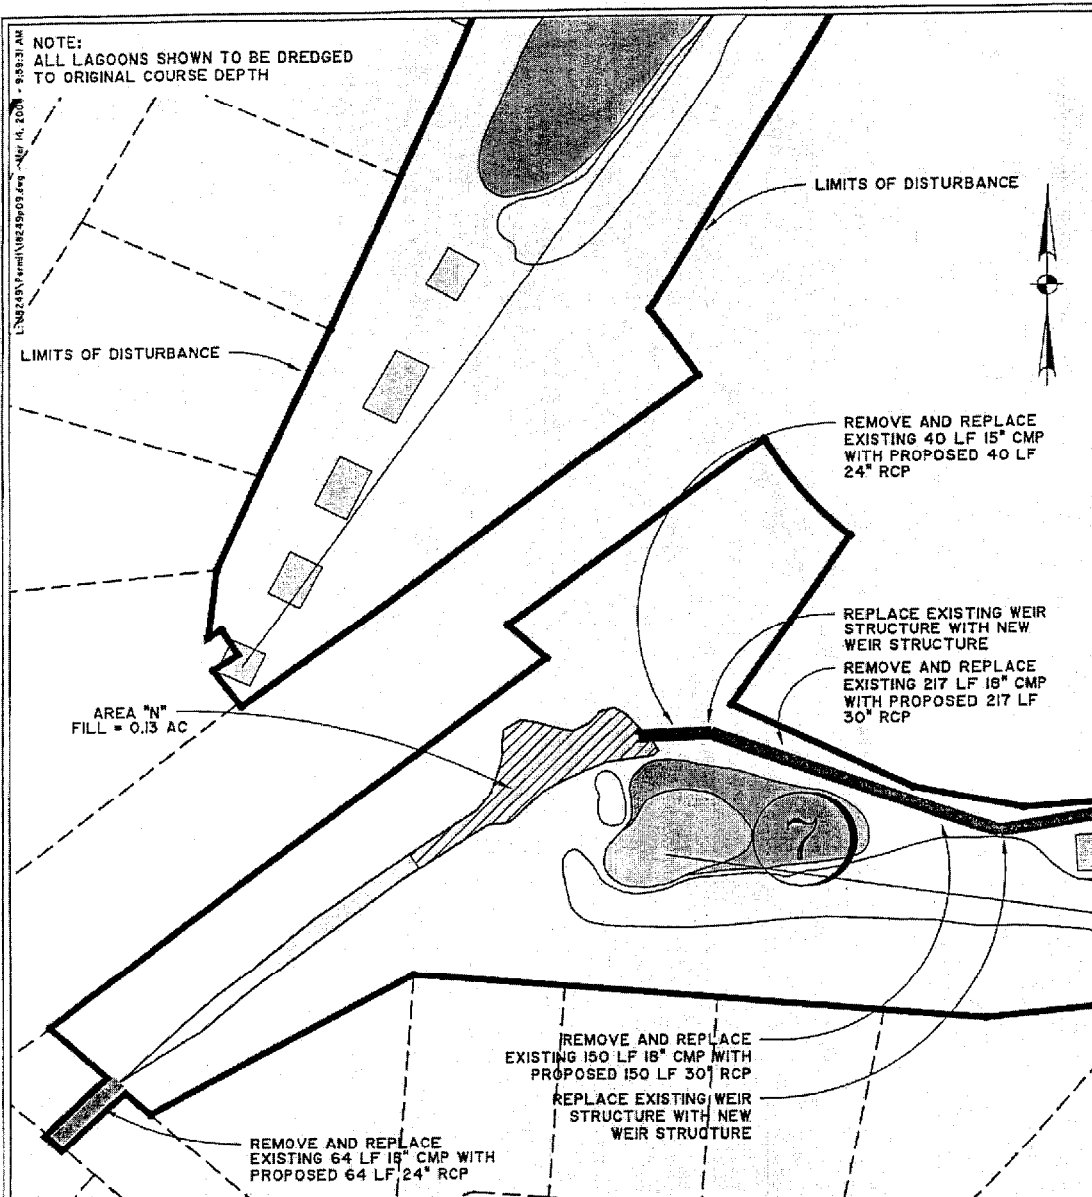 NOTE:
ALL LAGOONS SHOWN TO BE DREDGED
TO ORIGINAL COURSE DEPTH
LIMITS OF DISTURBANCE
LIMITS OF DISTURBANCE
REMOVE AND REPLACE
EXISTING 40 LF 15" CMP
WITH PROPOSED 40 LF
24" RCP
REPLACE EXISTING WEIR
STRUCTURE WITH NEW
WEIR STRUCTURE
REMOVE AND REPLACE
EXISTING 217 LF 18" CMP
WITH PROPOSED 217 LF
30" RCP
AREA "N"
FILL = 0.13 AC
7
REMOVE AND REPLACE
EXISTING 150 LF 18" CMP WITH
PROPOSED 150 LF 30" RCP
REPLACE EXISTING WEIR
STRUCTURE WITH NEW
WEIR STRUCTURE
REMOVE AND REPLACE
EXISTING 64 LF 18" CMP WITH
PROPOSED 64 LF 24" RCP